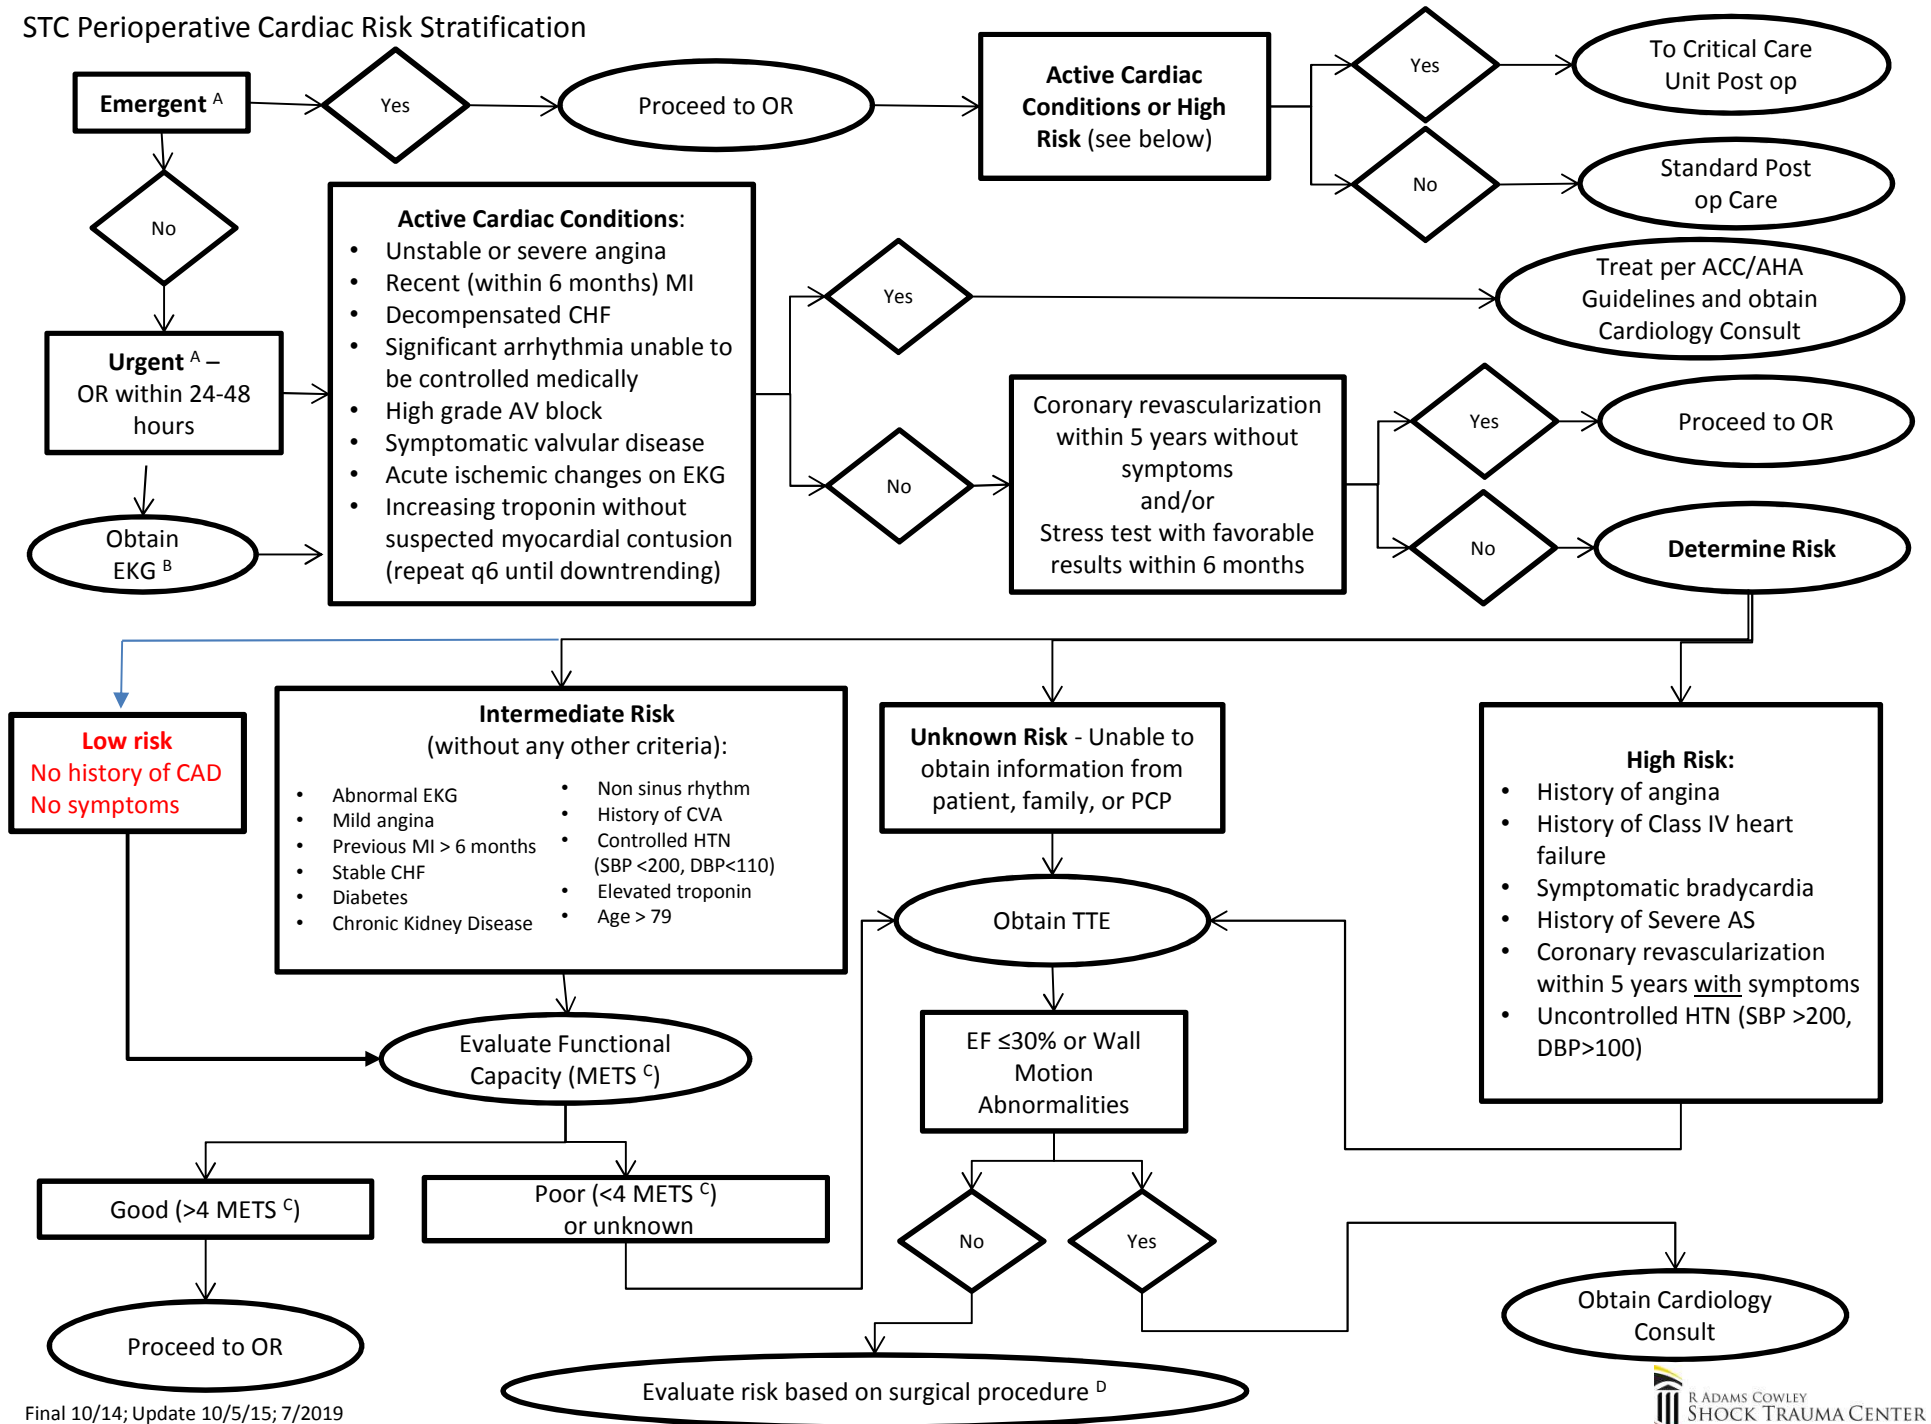 STC Perioperative Cardiac Risk Stratification
Emergent A
Yes
Proceed to OR
Active Cardiac
Conditions or High
Risk (see below)
Yes
To Critical Care
Unit Post op
No
Standard Post
op Care
No
Urgent A –
OR within 24-48
hours
Obtain
EKG B
Active Cardiac Conditions:
• Unstable or severe angina
• Recent (within 6 months) MI
• Decompensated CHF
• Significant arrhythmia unable to
be controlled medically
• High grade AV block
• Symptomatic valvular disease
• Acute ischemic changes on EKG
• Increasing troponin without
suspected myocardial contusion
(repeat q6 until downtrending)
Yes
Treat per ACC/AHA
Guidelines and obtain
Cardiology Consult
No
Coronary revascularization
within 5 years without
symptoms
and/or
Stress test with favorable
results within 6 months
Yes
Proceed to OR
No
Determine Risk
Low risk
No history of CAD
No symptoms
Intermediate Risk
(without any other criteria):
• Abnormal EKG
• Mild angina
• Previous MI > 6 months
• Stable CHF
• Diabetes
• Chronic Kidney Disease
• Non sinus rhythm
• History of CVA
• Controlled HTN
(SBP <200, DBP<110)
• Elevated troponin
• Age > 79
Unknown Risk - Unable to
obtain information from
patient, family, or PCP
High Risk:
• History of angina
• History of Class IV heart
failure
• Symptomatic bradycardia
• History of Severe AS
• Coronary revascularization
within 5 years with symptoms
• Uncontrolled HTN (SBP >200,
DBP>100)
Obtain TTE
Evaluate Functional
Capacity (METS C)
EF ≤30% or Wall
Motion
Abnormalities
Good (>4 METS C)
Poor (<4 METS C)
or unknown
No
Yes
Proceed to OR
Obtain Cardiology
Consult
Evaluate risk based on surgical procedure D
Final 10/14; Update 10/5/15; 7/2019
R ADAMS COWLEY
SHOCK TRAUMA CENTER